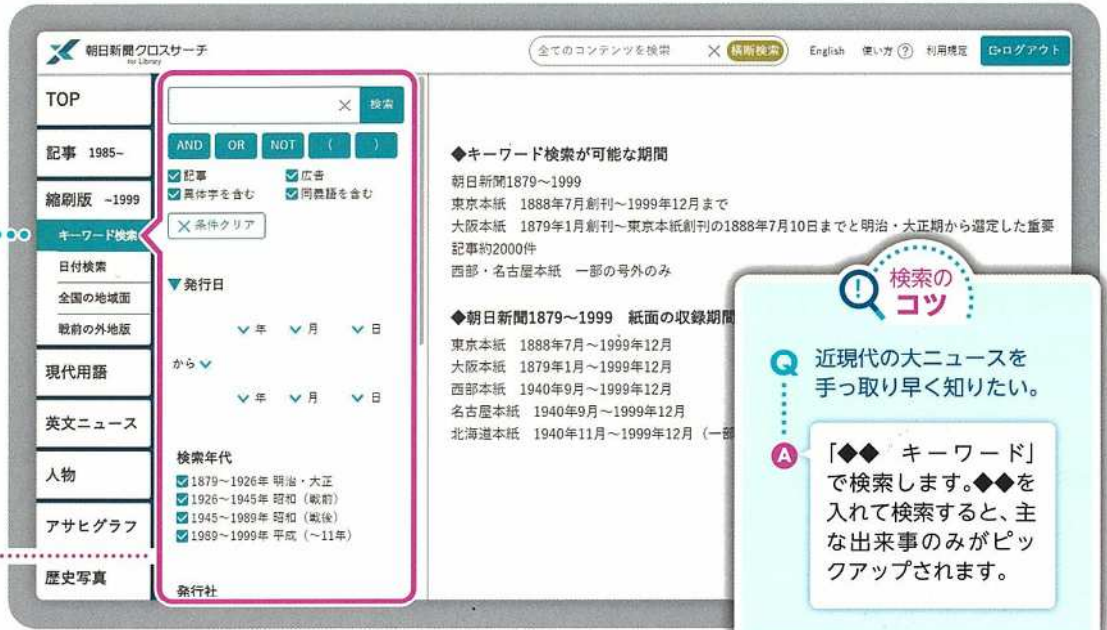 朝日新聞クロスサーチ
for Library
全てのコンテンツを検索 × 横断検索 English 使い方 ? 利用規定 ログアウト
TOP
記事 1985~
縮刷版 ~1999
キーワード検索
日付検索
全国の地域面
戦前の外地版
現代用語
英文ニュース
人物
アサヒグラフ
歴史写真
× 検索
AND OR NOT ( )
記事 広告
異体字を含む 同義語を含む
× 条件クリア
▼発行日
年 月 日
から
年 月 日
検索年代
1879～1926年 明治・大正
1926～1945年 昭和(戦前)
1945～1989年 昭和(戦後)
1989～1999年 平成(～11年)
発行社
◆キーワード検索が可能な期間
朝日新聞1879～1999
東京本紙 1888年7月創刊～1999年12月まで
大阪本紙 1879年1月創刊～東京本紙創刊の1888年7月10日までと明治・大正期から選定した重要
記事約2000件
西部・名古屋本紙 一部の号外のみ
◆朝日新聞1879～1999 紙面の収録期間
東京本紙 1888年7月～1999年12月
大阪本紙 1879年1月～1999年12月
西部本紙 1940年9月～1999年12月
名古屋本紙 1940年9月～1999年12月
北海道本紙 1940年11月～1999年12月(一部
検索の
コツ
Q 近現代の大ニュースを
手っ取り早く知りたい。
A 「◆◆ キーワード」
で検索します。◆◆を
入れて検索すると、主
な出来事のみがピッ
クアップされます。